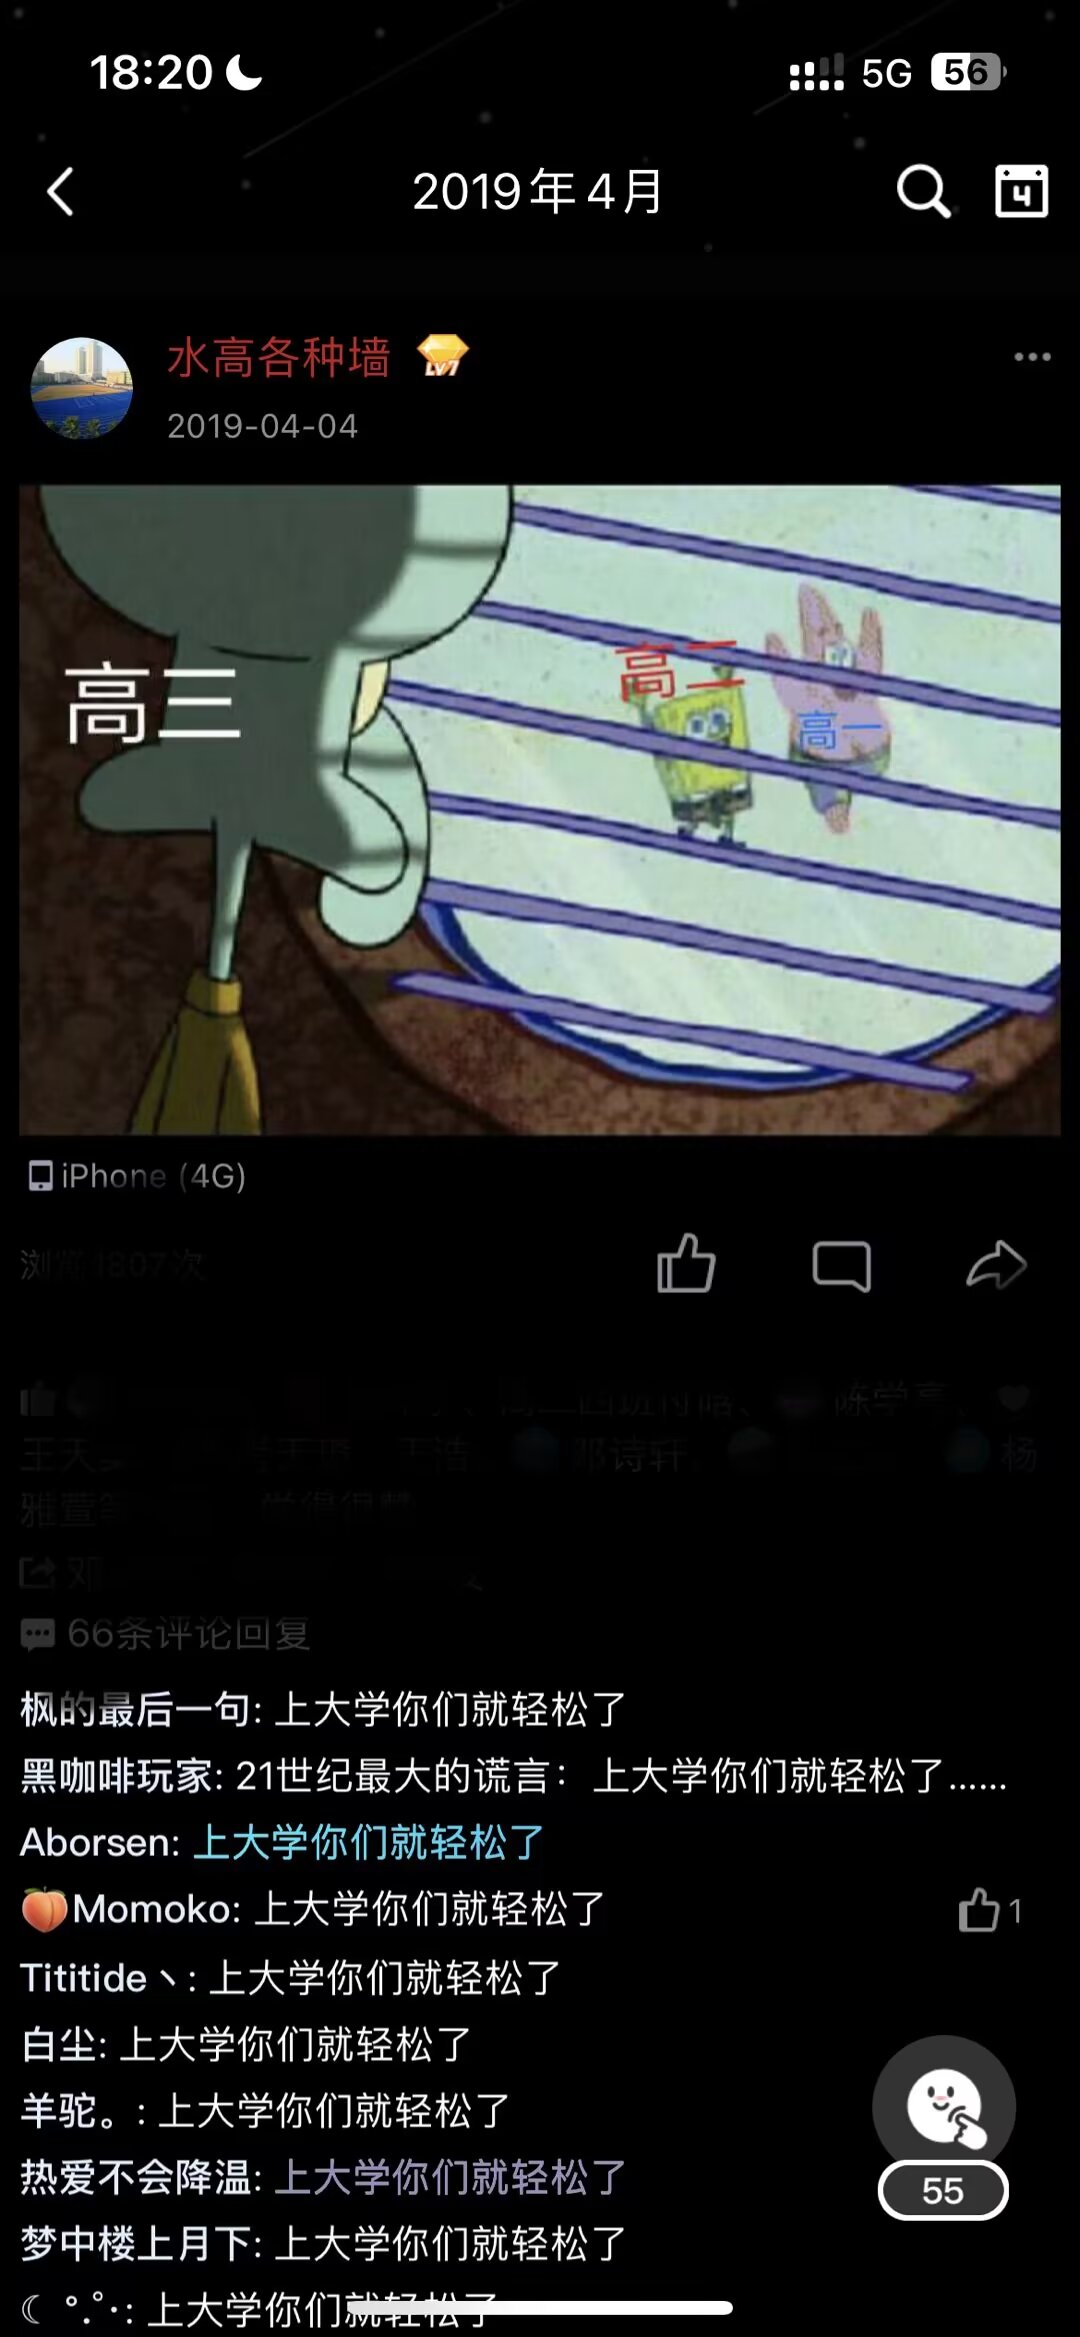 18:20
5G 56
2019年4月
4
水高各种墙 LV7
2019-04-04
高三
高二
高一
iPhone (4G)
浏览1807次
陈学亭、
王天
王浩
邓诗轩、
杨
雅萱等
觉得很赞
邓
66条评论回复
枫的最后一句: 上大学你们就轻松了
黑咖啡玩家: 21世纪最大的谎言：上大学你们就轻松了……
Aborsen: 上大学你们就轻松了
🍑Momoko: 上大学你们就轻松了
1
Tititide丶: 上大学你们就轻松了
白尘: 上大学你们就轻松了
羊驼。: 上大学你们就轻松了
热爱不会降温: 上大学你们就轻松了
55
梦中楼上月下: 上大学你们就轻松了
☾ °.˚·: 上大学你们就轻松了